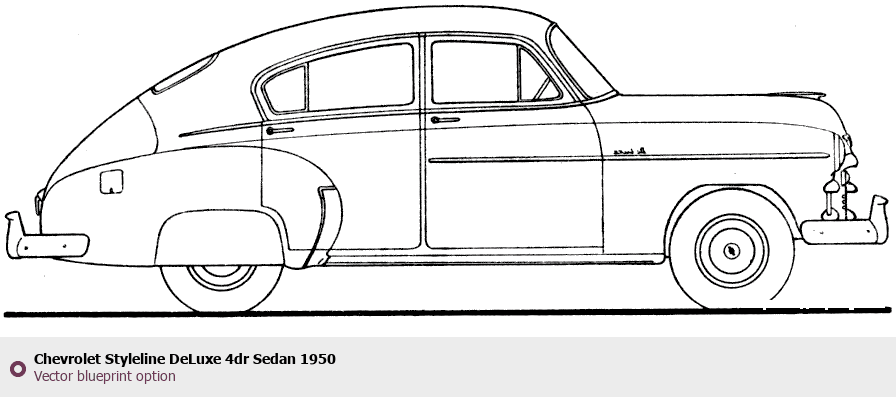 Chevrolet Styleline DeLuxe 4dr Sedan 1950
Vector blueprint option